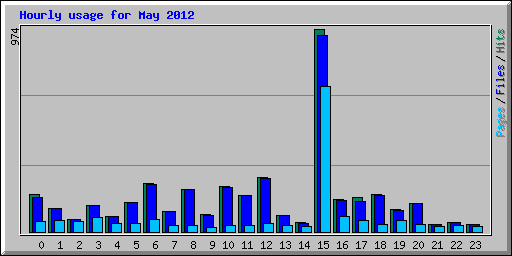 Hourly usage for May 2012
974
Pages / Files / Hits
0 1 2 3 4 5 6 7 8 9 10 11 12 13 14 15 16 17 18 19 20 21 22 23